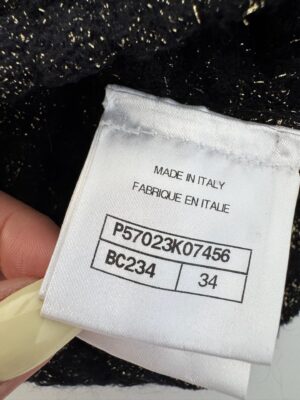 MADE IN ITALY
FABRIQUE EN ITALIE
P57023K07456
BC234 34